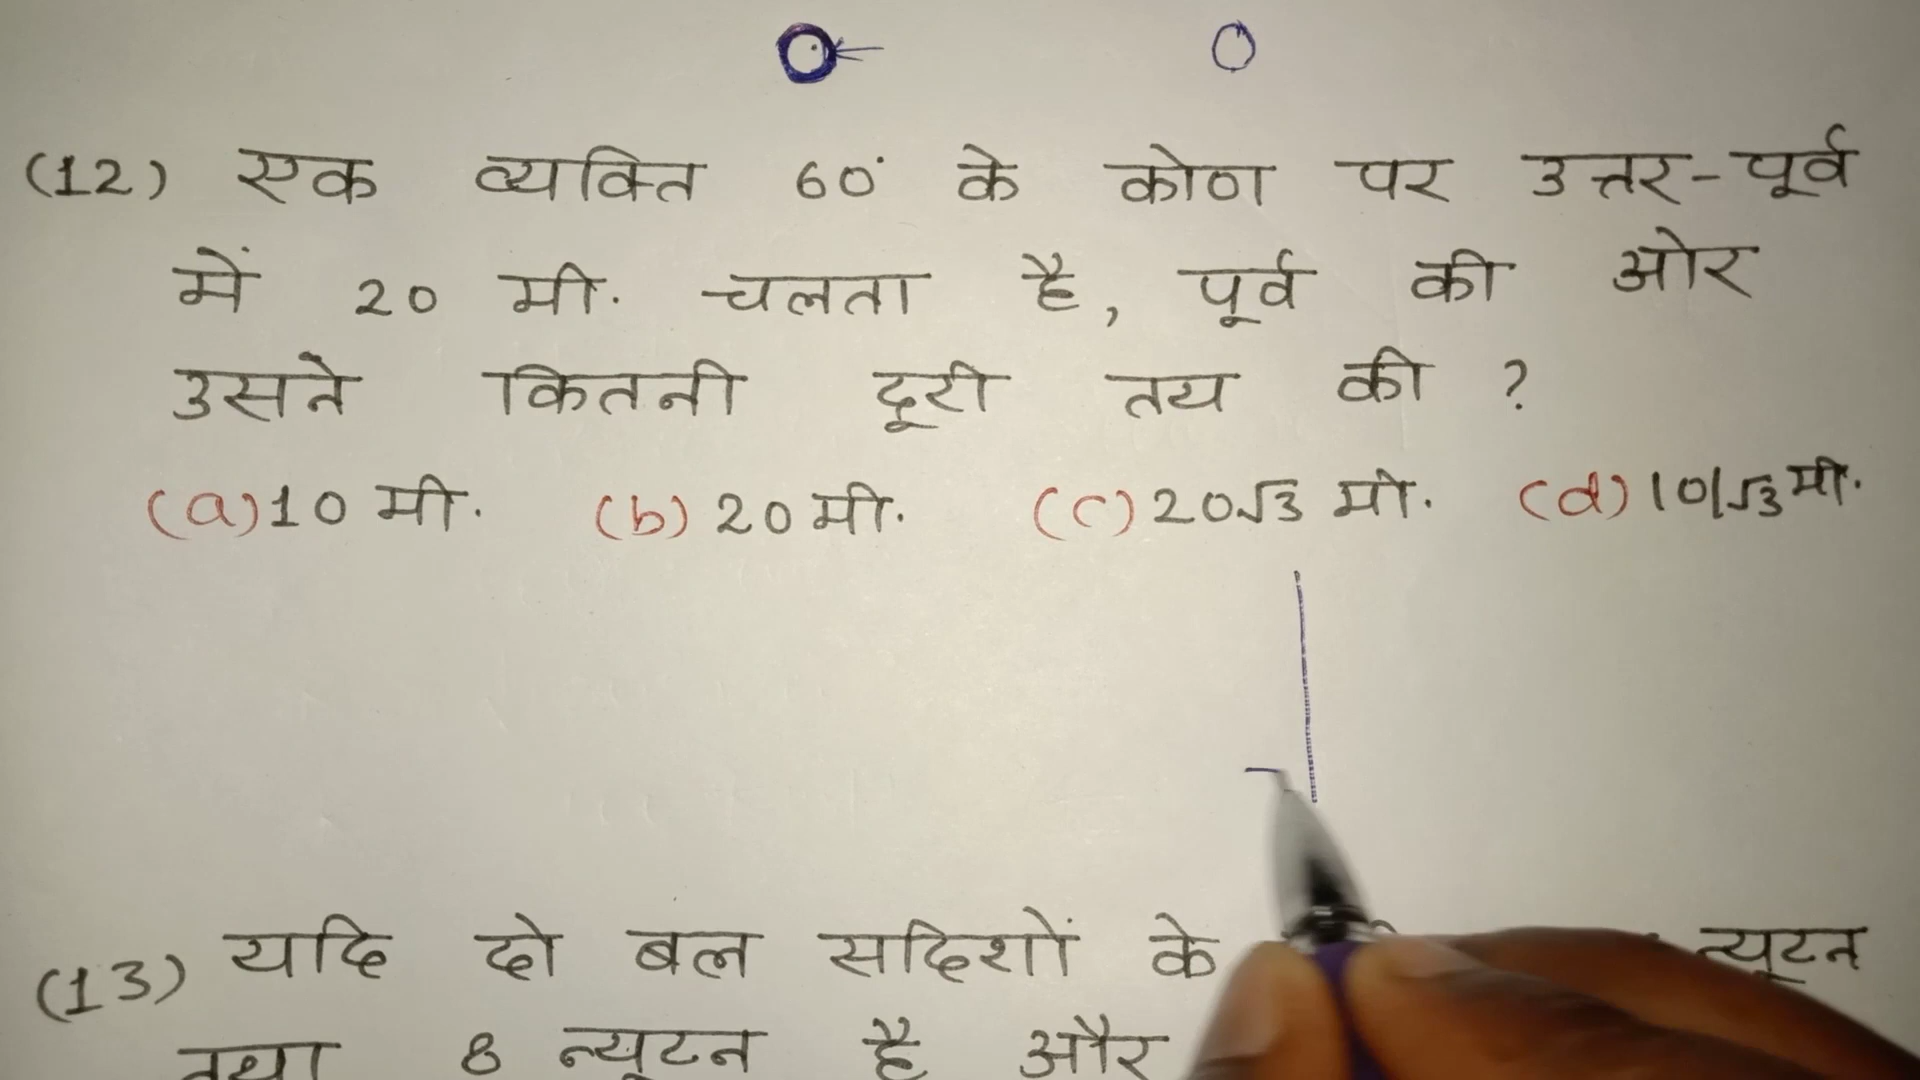 (12) एक व्यक्ति 60° के कोण पर उत्तर-पूर्व
में 20 मी. चलता है, पूर्व की ओर
उसने कितनी दूरी तय की ?
(a) 10 मी. (b) 20 मी. (c) 20√3 मी. (d) 10/√3 मी.
(13) यदि दो बल सदिशों के न्यूटन
तथा 8 न्यूटन है और